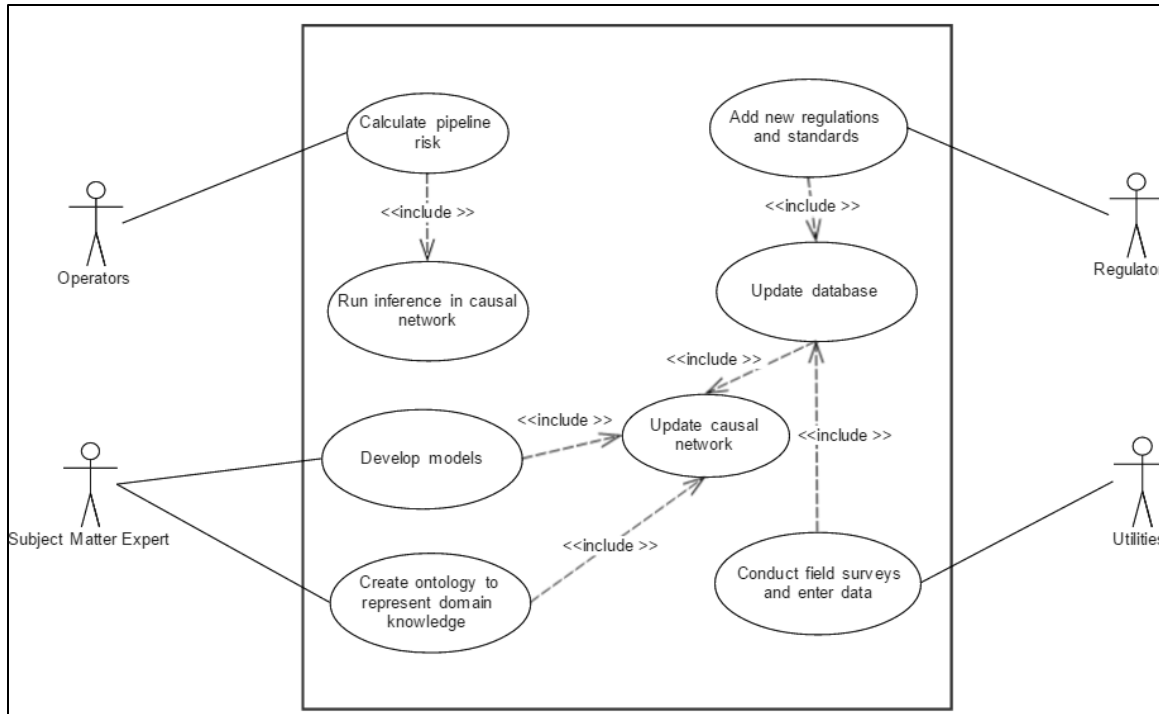 Calculate pipeline
risk
Add new regulations
and standards
<<include >>
<<include >>
Operators
Regulator
Run inference in causal
network
Update database
<<include >>
<<include >>
Update causal
network
<<include >>
Develop models
Subject Matter Expert
Utilities
<<include >>
Create ontology to
represent domain
knowledge
Conduct field surveys
and enter data